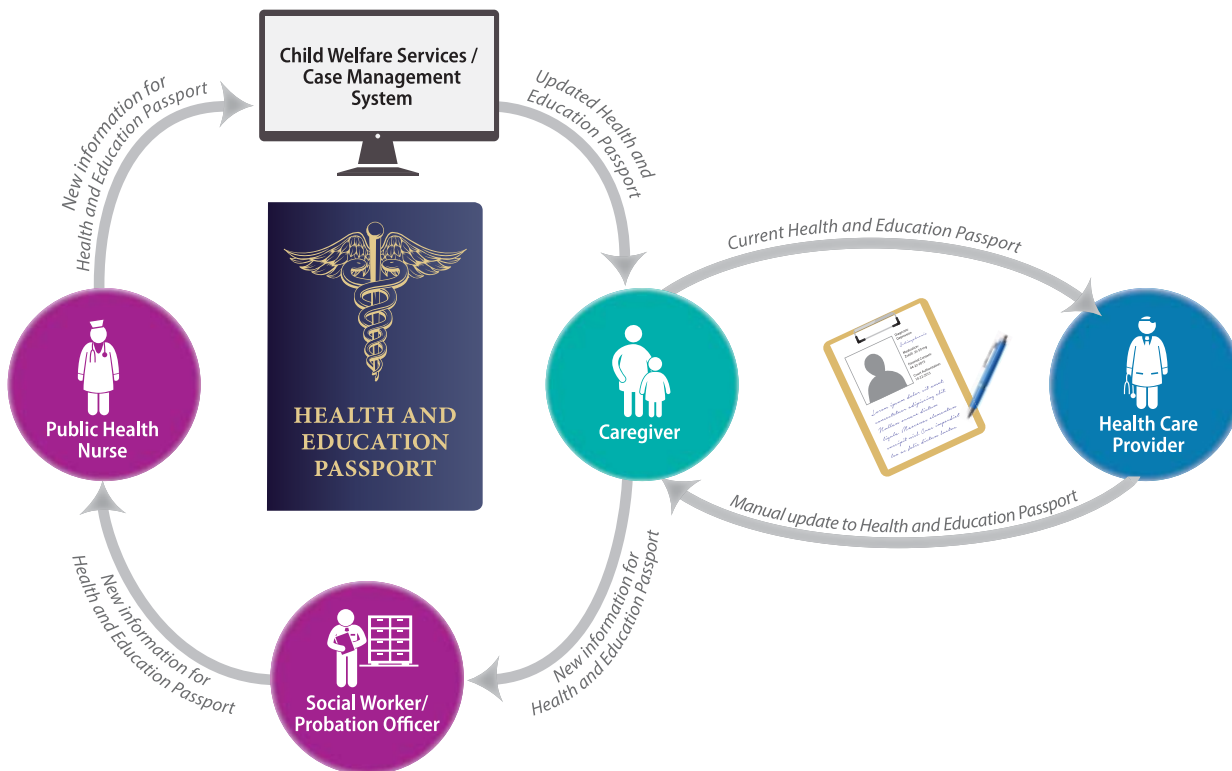 Child Welfare Services /
Case Management
System
New information for
Health and Education Passport
Updated Health and
Education Passport
Current Health and Education Passport
HEALTH AND
EDUCATION
PASSPORT
Public Health
Nurse
Caregiver
Health Care
Provider
Manual update to Health and Education Passport
New information for
Health and Education Passport
New information for
Health and Education Passport
Social Worker/
Probation Officer